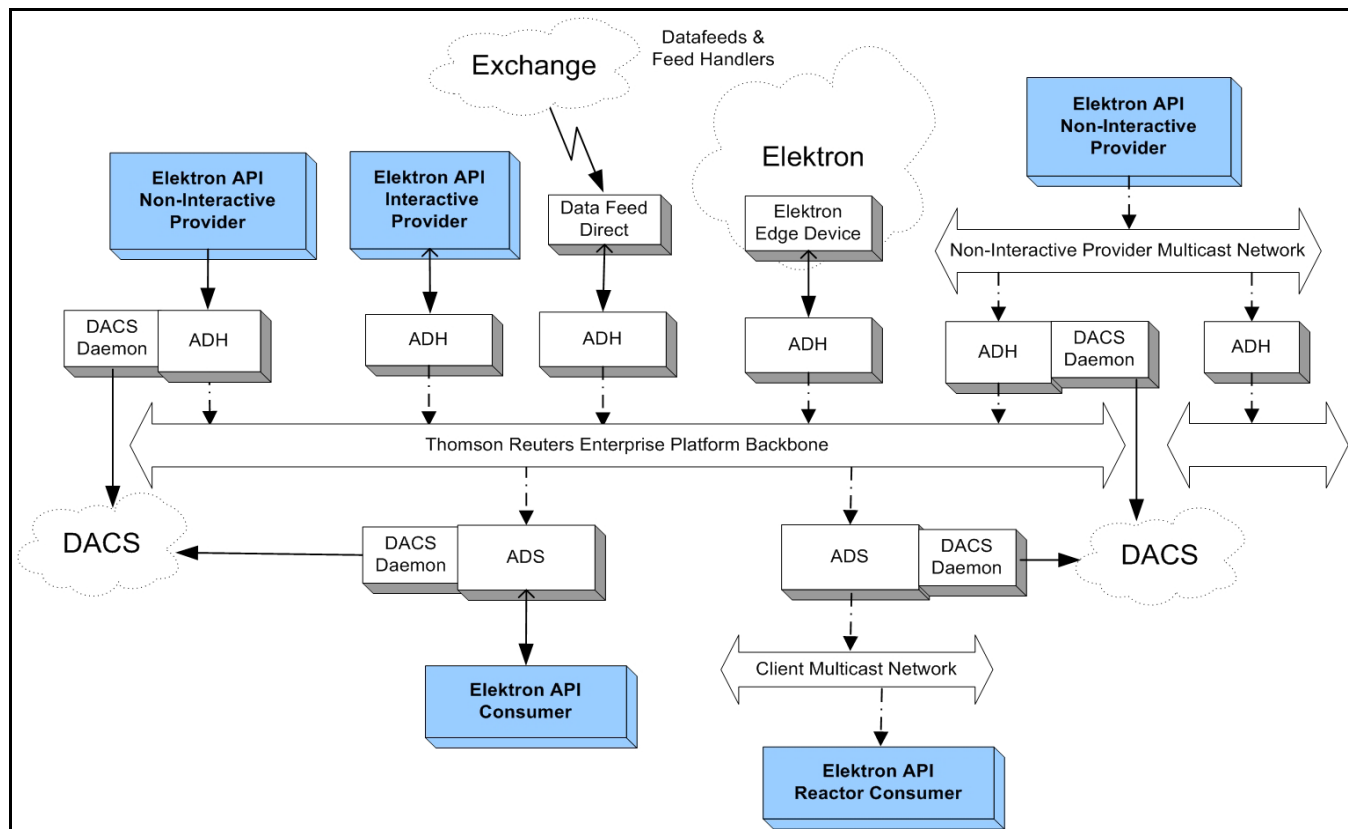 Datafeeds &
Feed Handlers
Exchange
Elektron API
Non-Interactive
Provider
Elektron
Elektron API
Non-Interactive
Provider
Elektron API
Interactive
Provider
Data Feed
Direct
Elektron
Edge Device
Non-Interactive Provider Multicast Network
DACS
Daemon
ADH
ADH
ADH
ADH
ADH
DACS
Daemon
ADH
Thomson Reuters Enterprise Platform Backbone
DACS
DACS
Daemon
ADS
ADS
DACS
Daemon
DACS
Client Multicast Network
Elektron API
Consumer
Elektron API
Reactor Consumer